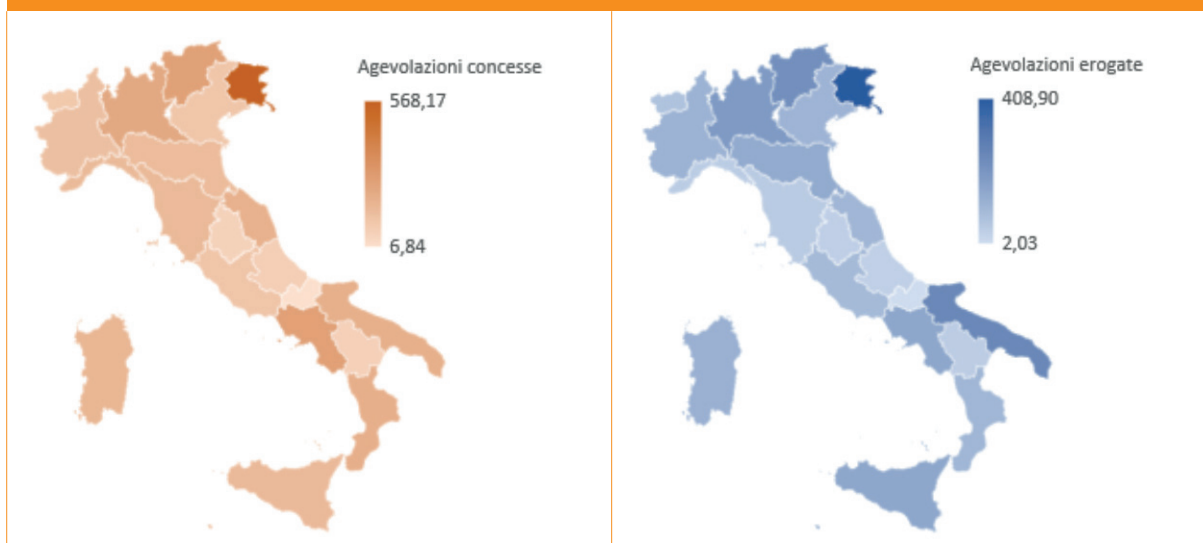 Agevolazioni concesse
568,17
6,84
Agevolazioni erogate
408,90
2,03